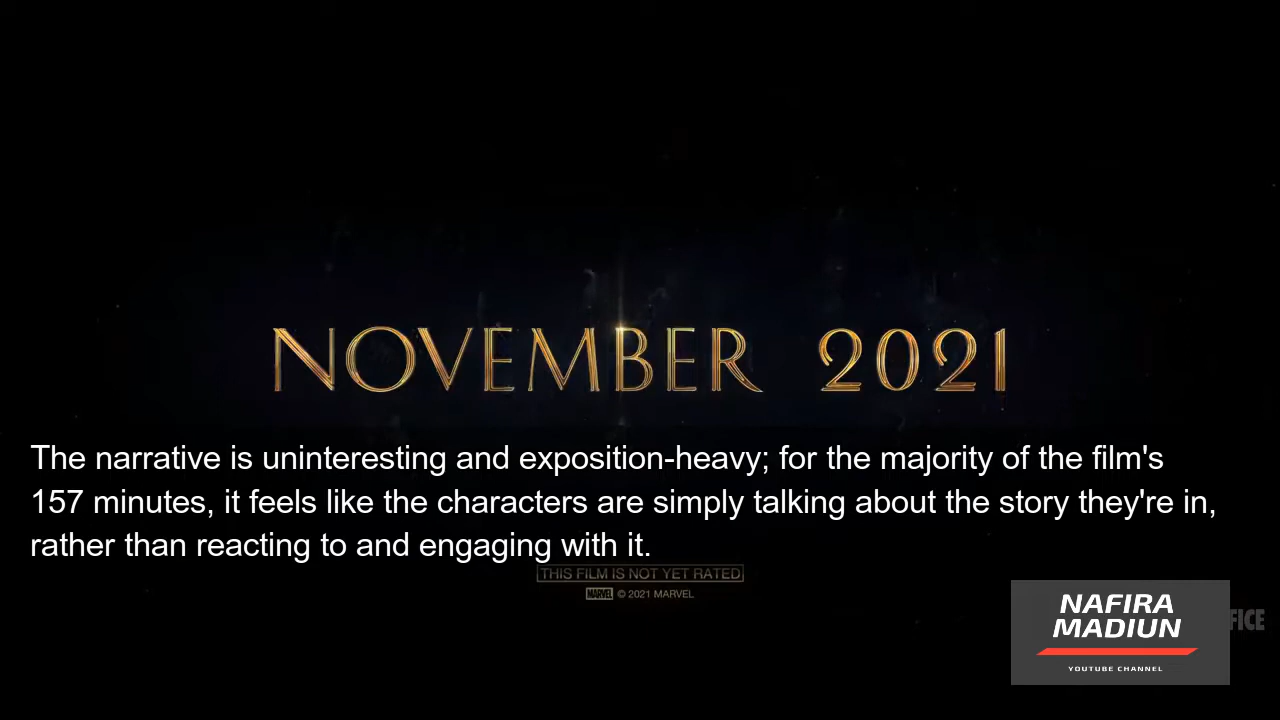 NOVEMBER 2021
The narrative is uninteresting and exposition-heavy; for the majority of the film's
157 minutes, it feels like the characters are simply talking about the story they're in,
rather than reacting to and engaging with it.
THIS FILM IS NOT YET RATED
MARVEL © 2021 MARVEL
NAFIRA
MADIUN
FICE
YOUTUBE CHANNEL